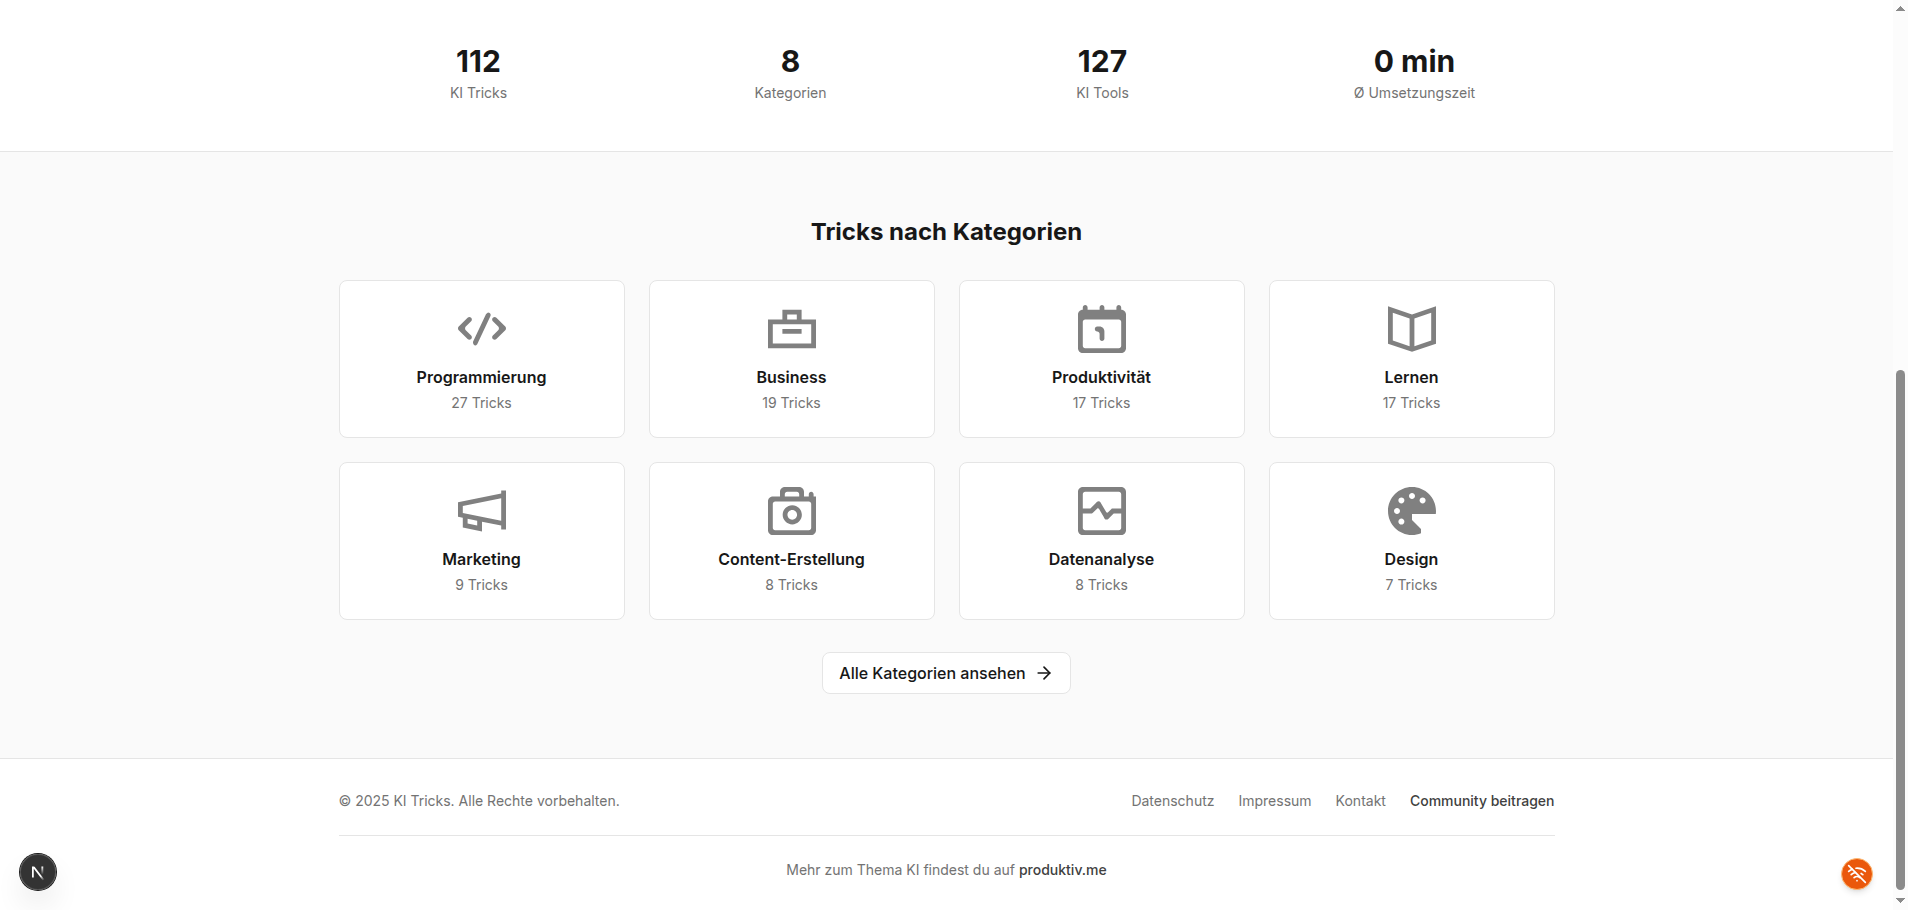 112
KI Tricks
8
Kategorien
127
KI Tools
0 min
Ø Umsetzungszeit
Tricks nach Kategorien
Programmierung
27 Tricks
Business
19 Tricks
Produktivität
17 Tricks
Lernen
17 Tricks
Marketing
9 Tricks
Content-Erstellung
8 Tricks
Datenanalyse
8 Tricks
Design
7 Tricks
Alle Kategorien ansehen
© 2025 KI Tricks. Alle Rechte vorbehalten.
Datenschutz Impressum Kontakt Community beitragen
Mehr zum Thema KI findest du auf produktiv.me
N